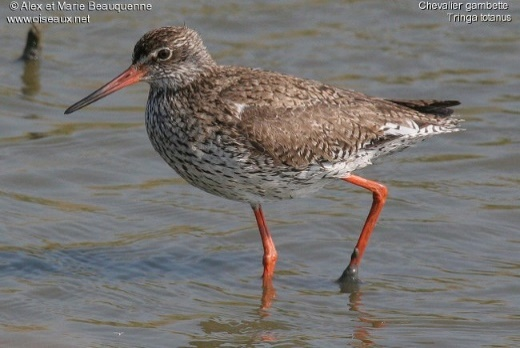 © Alex et Marie Beauquenne
www.oiseaux.net
Chevalier gambette
Tringa totanus